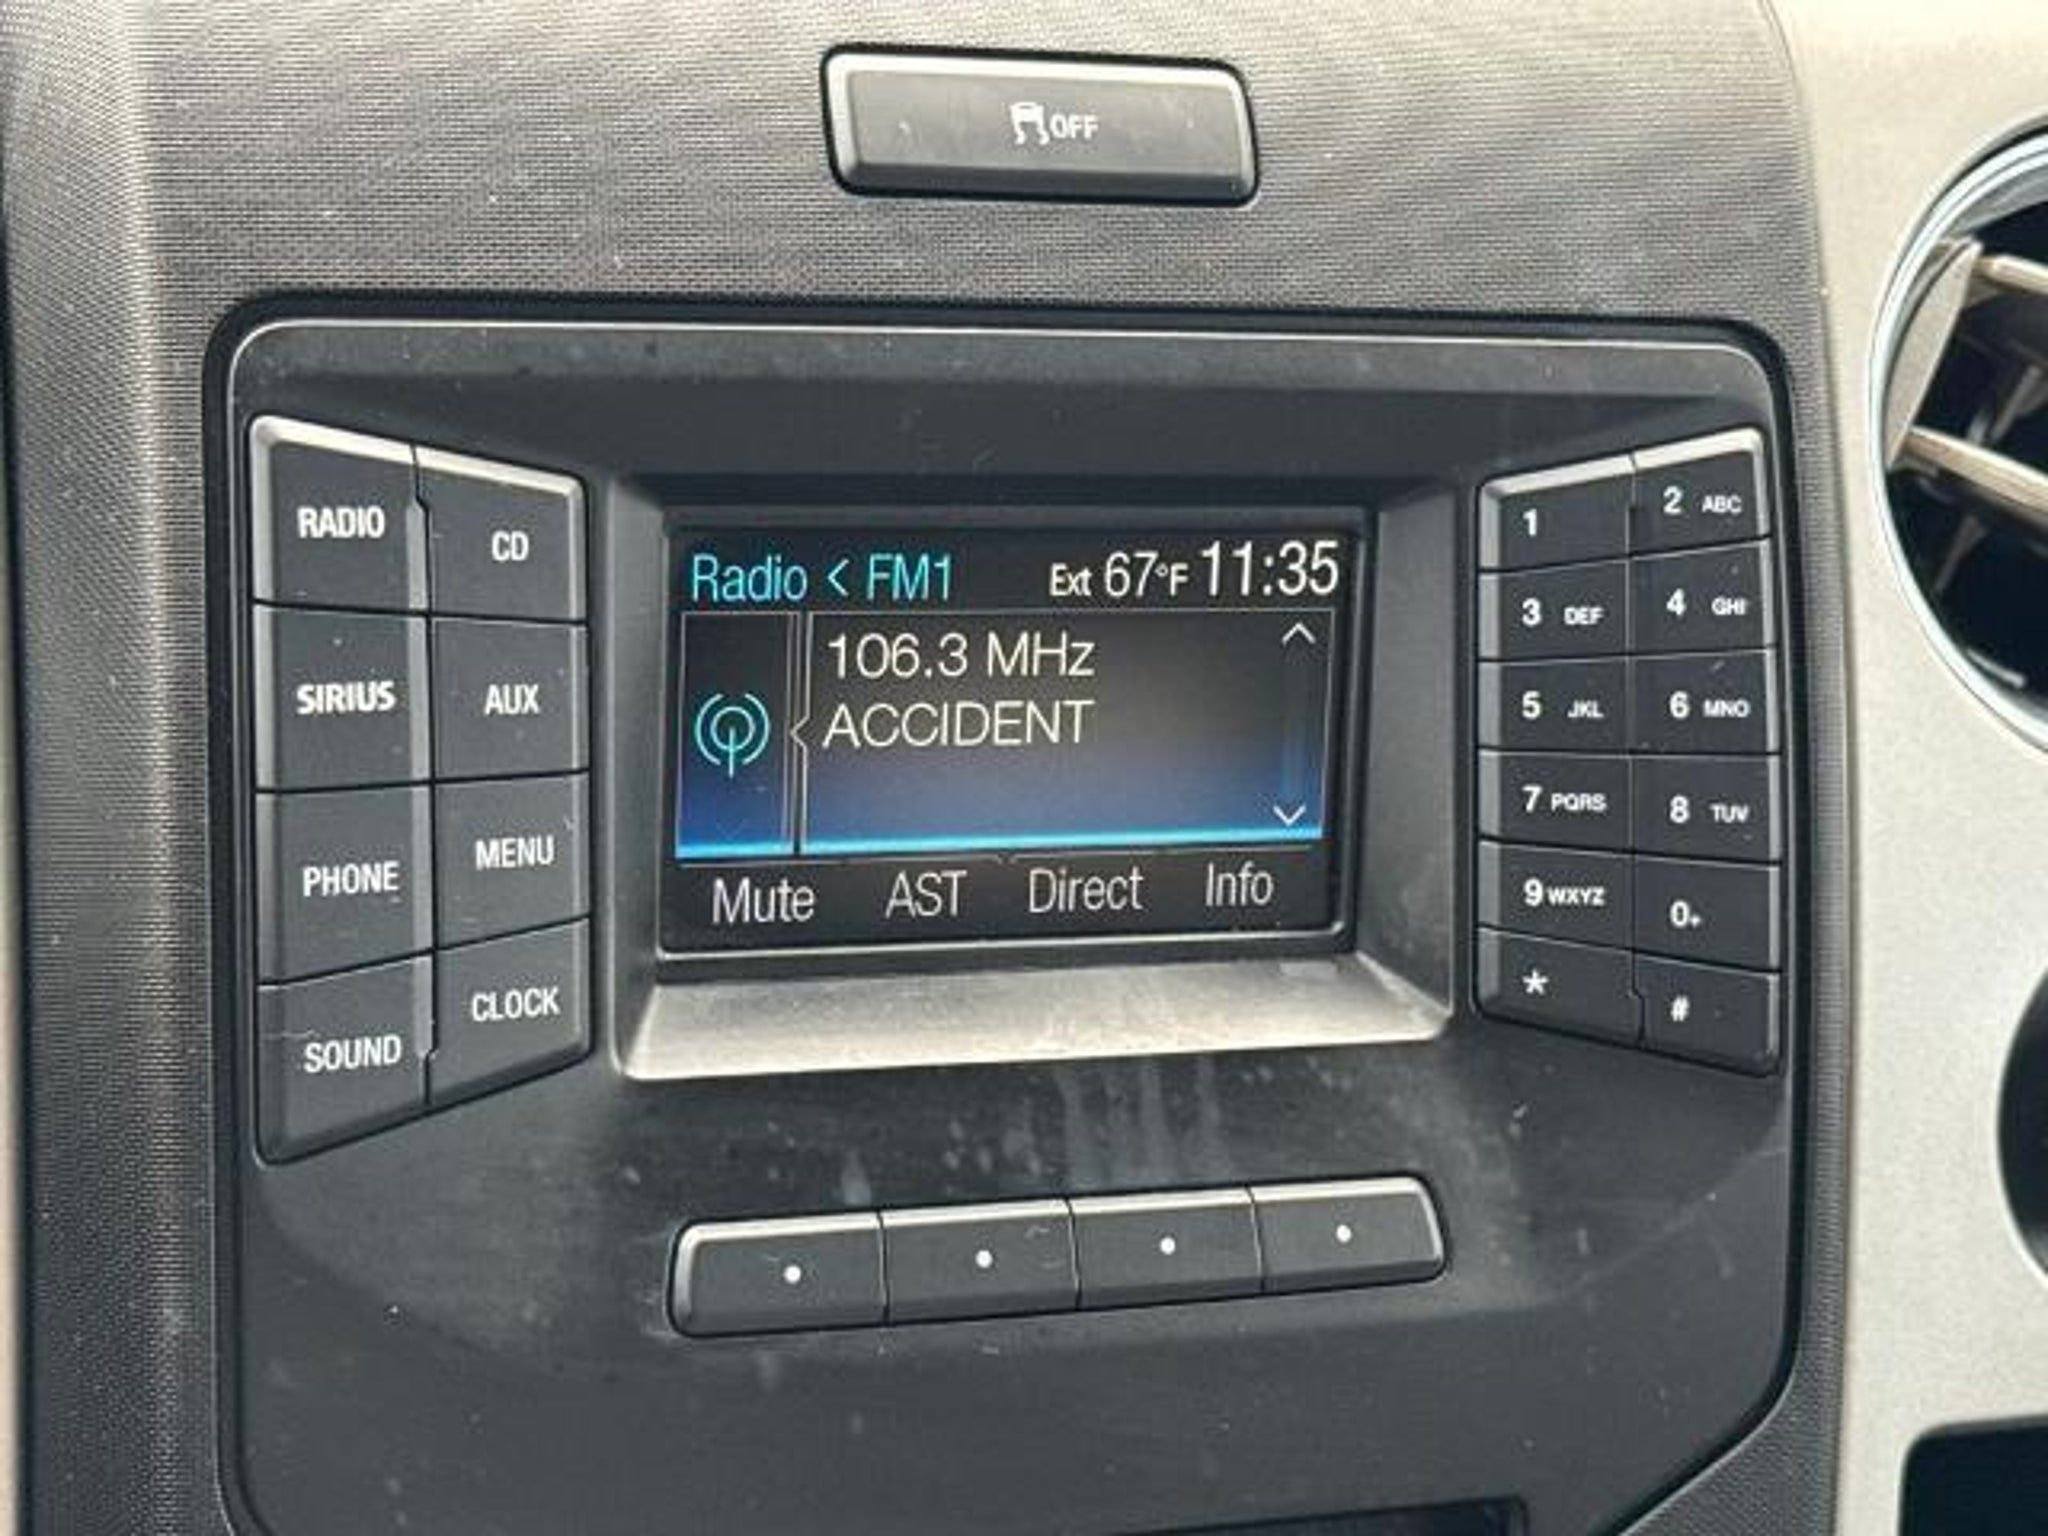 OFF
RADIO
CD
SIRIUS
AUX
PHONE
MENU
SOUND
CLOCK
Radio < FM1 Ext 67°F 11:35
106.3 MHz
ACCIDENT
Mute AST Direct Info
1
2 ABC
3 DEF
4 GHI
5 JKL
6 MNO
7 PQRS
8 TUV
9 WXYZ
0+
*
#